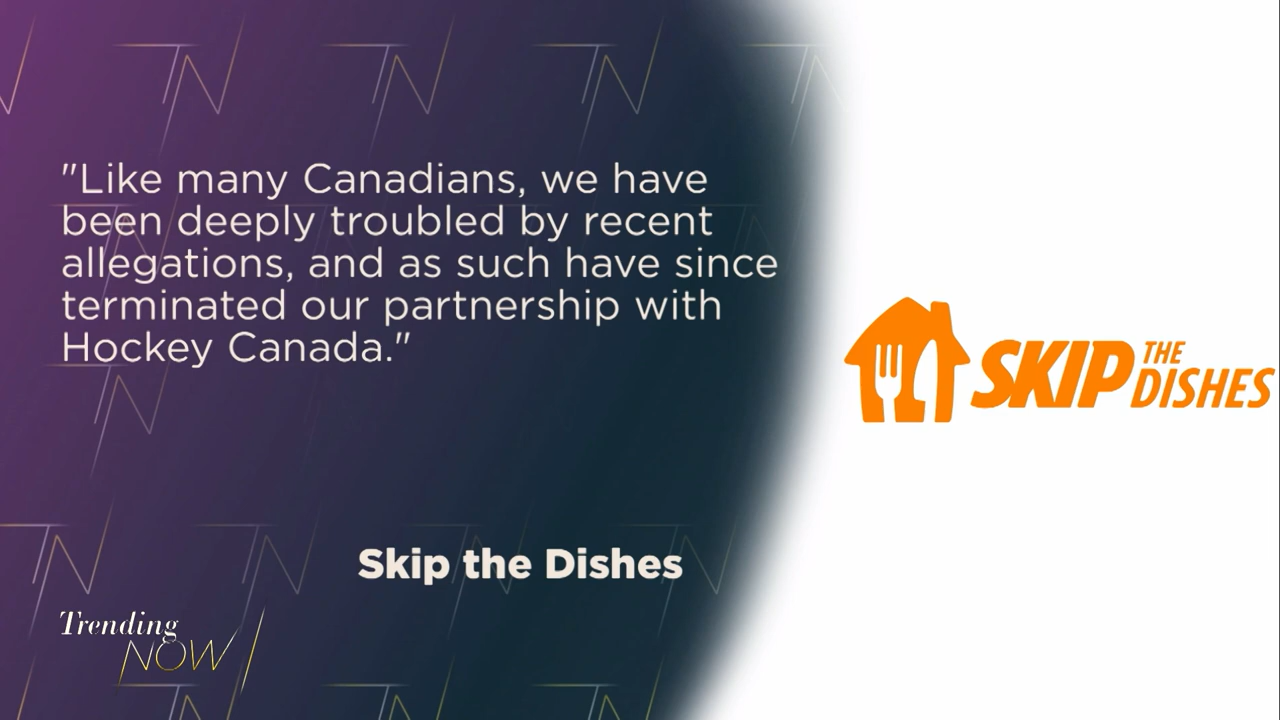 "Like many Canadians, we have
been deeply troubled by recent
allegations, and as such have since
terminated our partnership with
Hockey Canada."
Skip the Dishes
SKIP THE DISHES
Trending
NOW